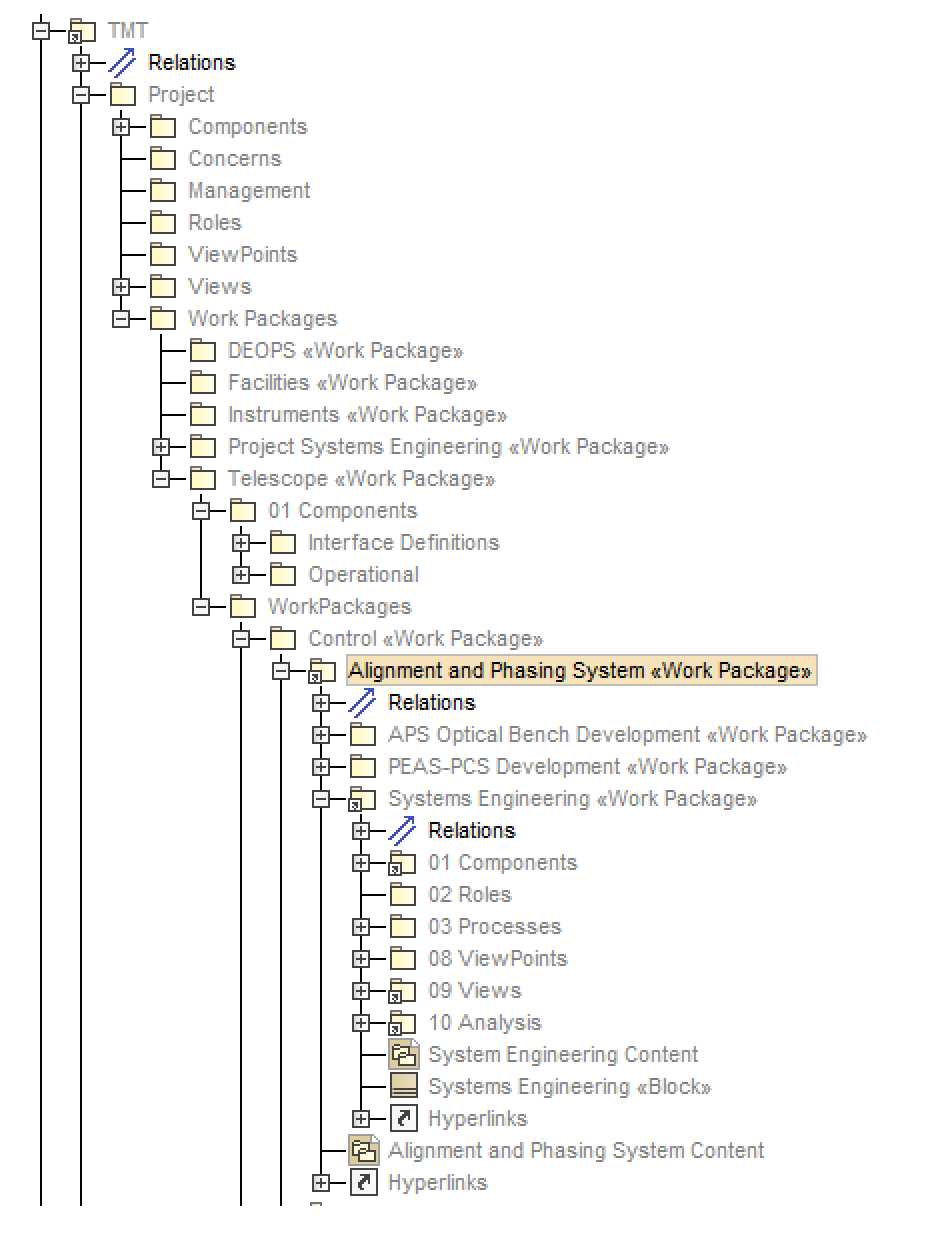 TMT
Relations
Project
Components
Concerns
Management
Roles
ViewPoints
Views
Work Packages
DEOPS «Work Package»
Facilities «Work Package»
Instruments «Work Package»
Project Systems Engineering «Work Package»
Telescope «Work Package»
01 Components
Interface Definitions
Operational
WorkPackages
Control «Work Package»
Alignment and Phasing System «Work Package»
Relations
APS Optical Bench Development «Work Package»
PEAS-PCS Development «Work Package»
Systems Engineering «Work Package»
Relations
01 Components
02 Roles
03 Processes
08 ViewPoints
09 Views
10 Analysis
System Engineering Content
Systems Engineering «Block»
Hyperlinks
Alignment and Phasing System Content
Hyperlinks